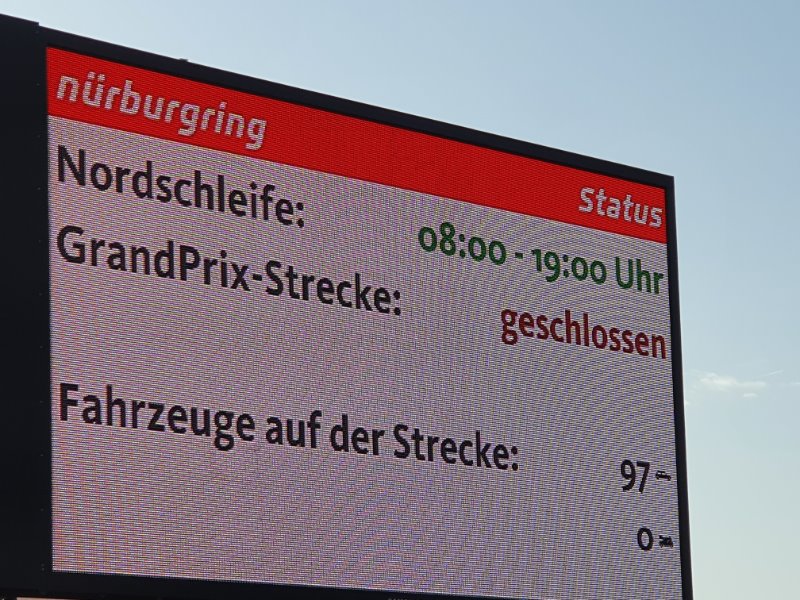 nürburgring
Status
Nordschleife:
08:00 - 19:00 Uhr
GrandPrix-Strecke:
geschlossen
Fahrzeuge auf der Strecke:
97
0